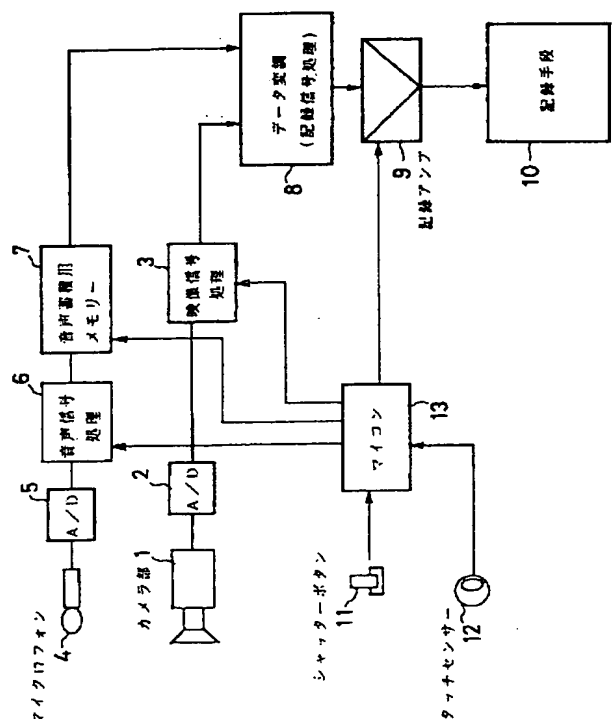 マイクロフォン
4
5
A/D
6
音声信号
処理
7
音声蓄積用
メモリー
カメラ部 1
2
A/D
3
映像信号
処理
データ変調
(記録信号処理)
8
9
記録アンプ
記録手段
10
シャッターボタン
11
マイコン
13
タッチセンサー
12